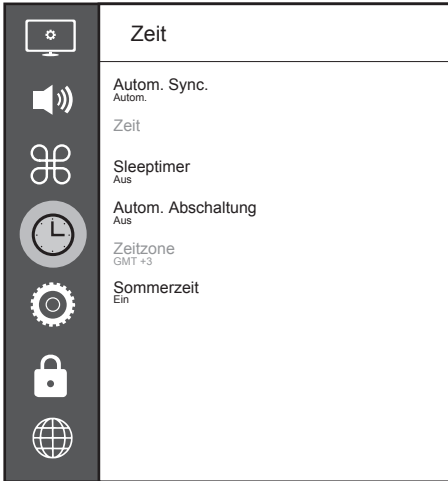 Zeit
Autom. Sync.
Autom.
Zeit
Sleeptimer
Aus
Autom. Abschaltung
Aus
Zeitzone
GMT +3
Sommerzeit
Ein